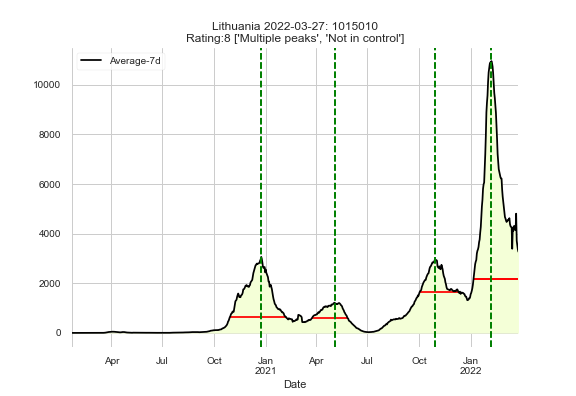 Lithuania 2022-03-27: 1015010
Rating:8 ['Multiple peaks', 'Not in control']
Average-7d
10000
8000
6000
4000
2000
0
Apr Jul Oct Jan Apr Jul Oct Jan
2021 2022
Date